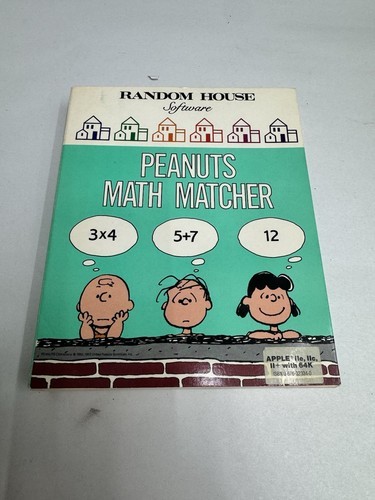 RANDOM HOUSE
Software
PEANUTS
MATH MATCHER
3x4
5+7
12
APPLE® IIe, IIc,
II+ with 64K